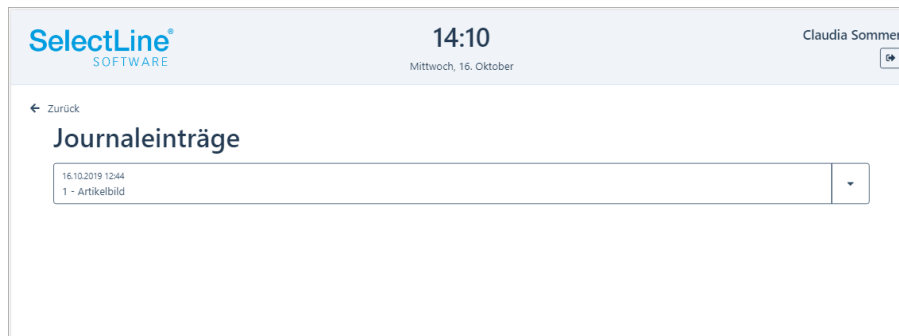 SelectLine®
SOFTWARE
14:10
Mittwoch, 16. Oktober
Claudia Sommer
Zurück
Journaleinträge
16.10.2019 12:44
1 - Artikelbild